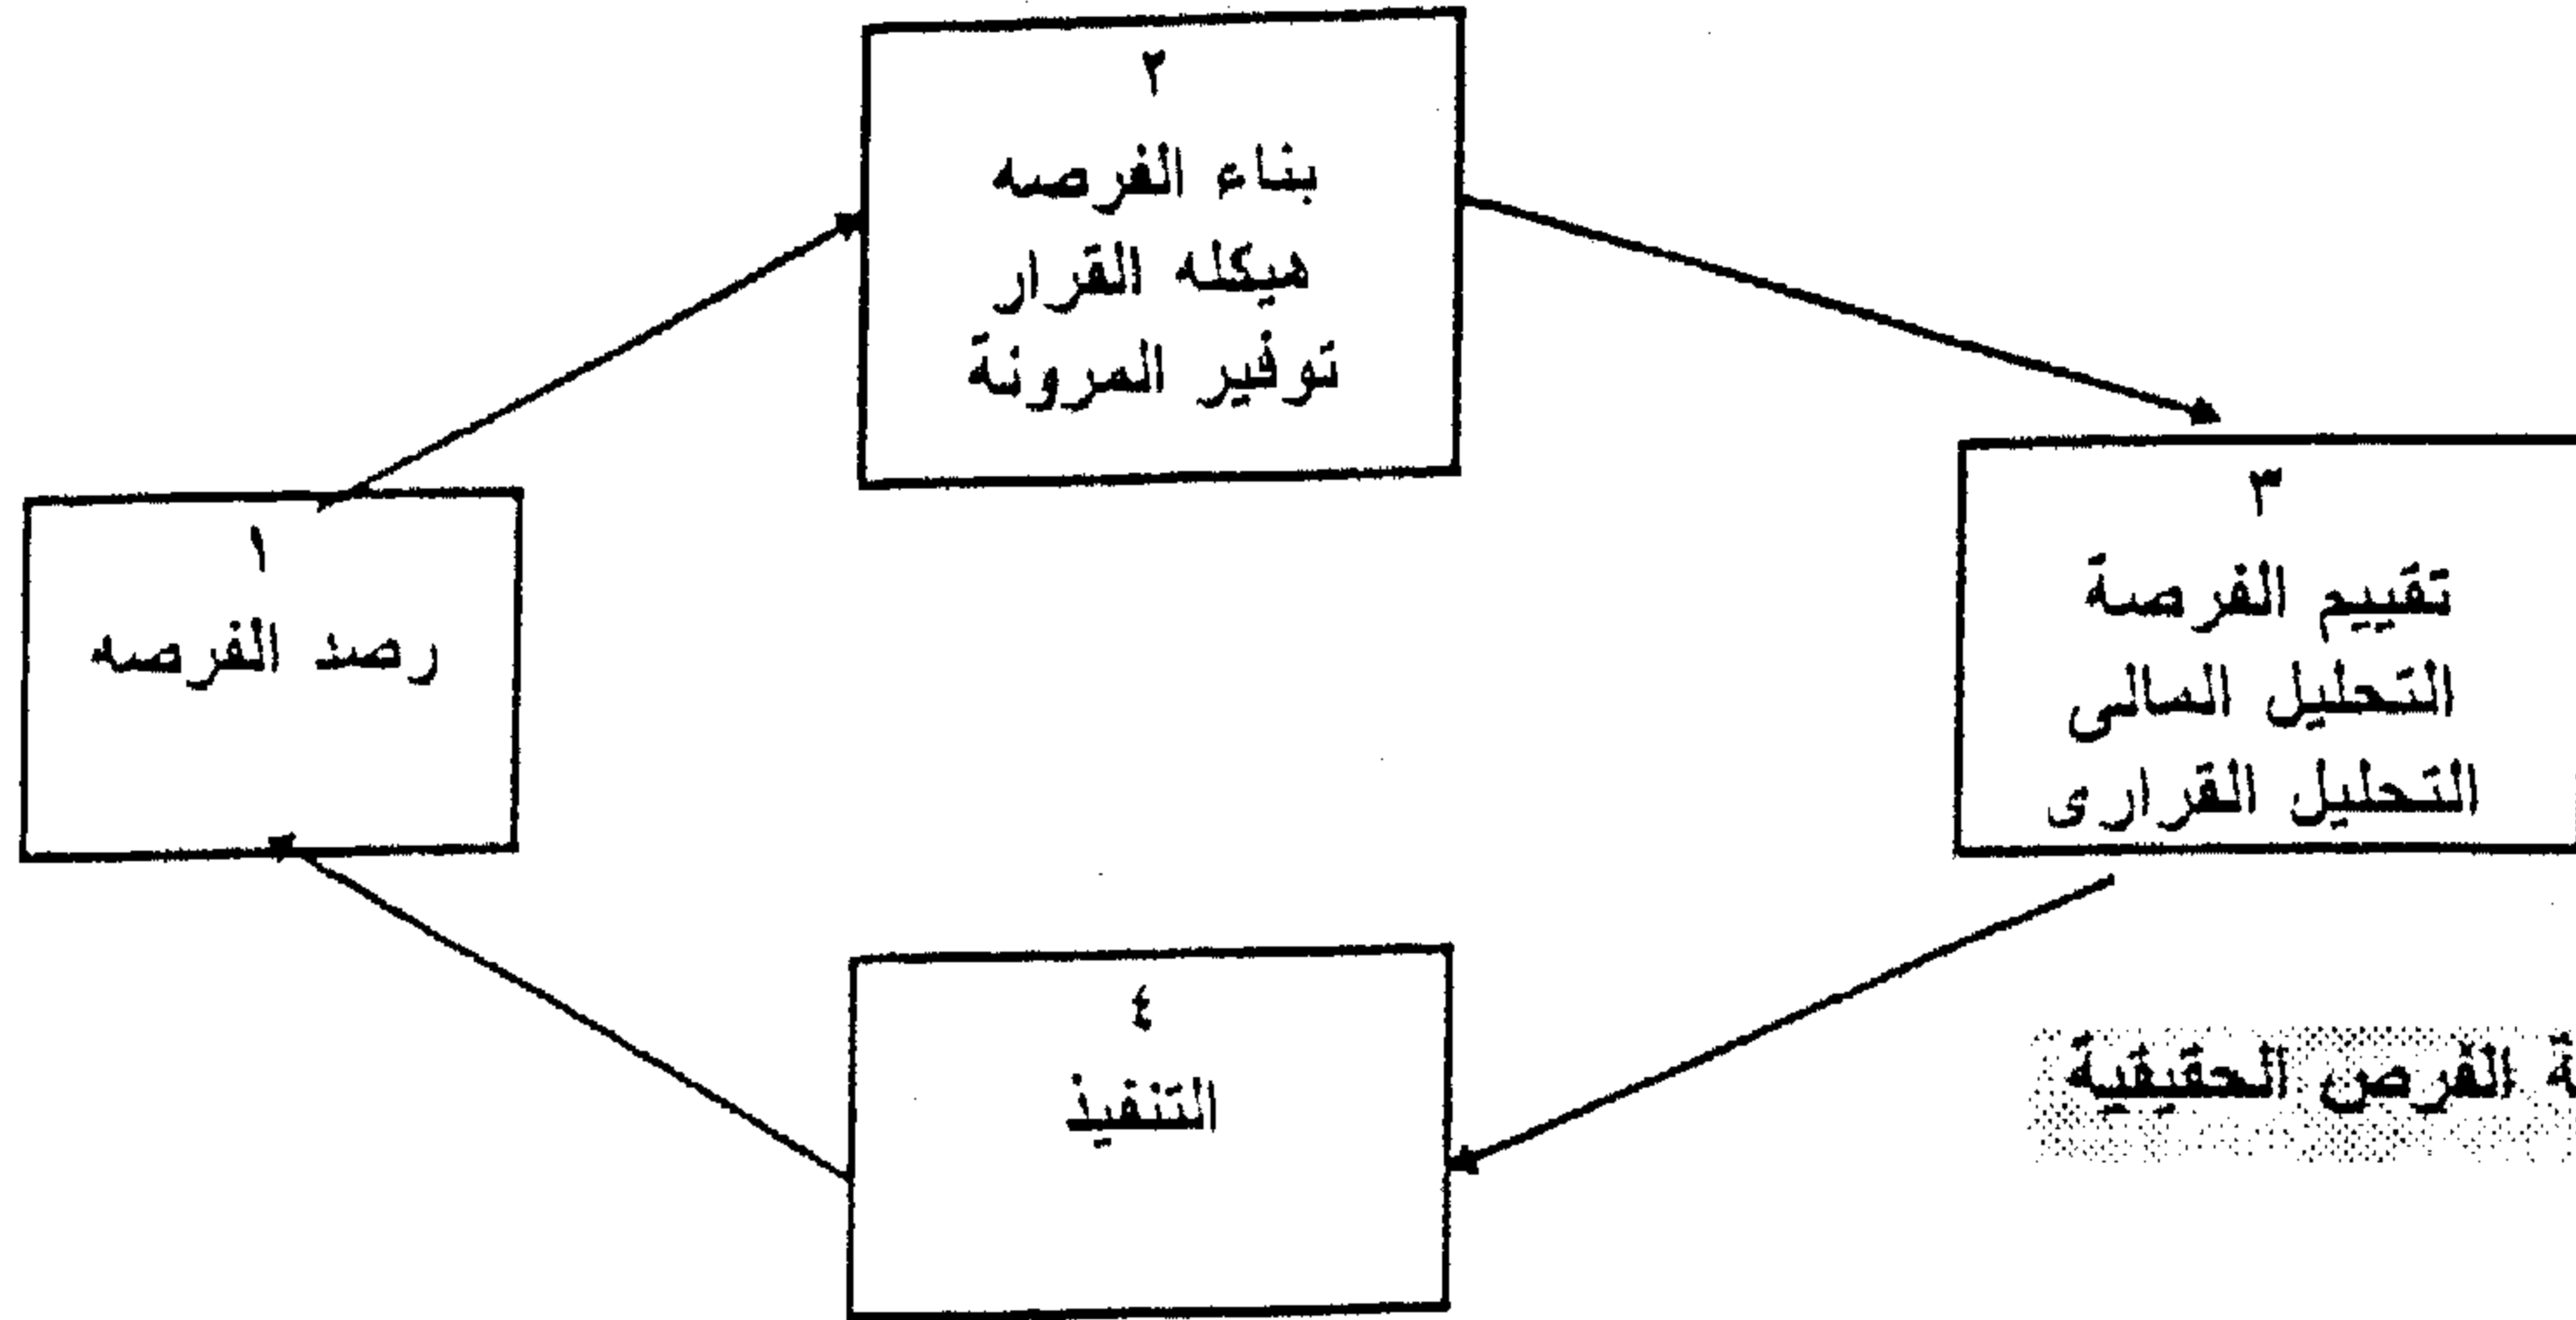 ١
رصد الفرصه
٢
بناء الفرصه
هيكله القرار
توفير المرونة
٣
تقييم الفرصة
التحليل المالى
التحليل القرارى
٤
التنفيذ
الفرص الحقيقية